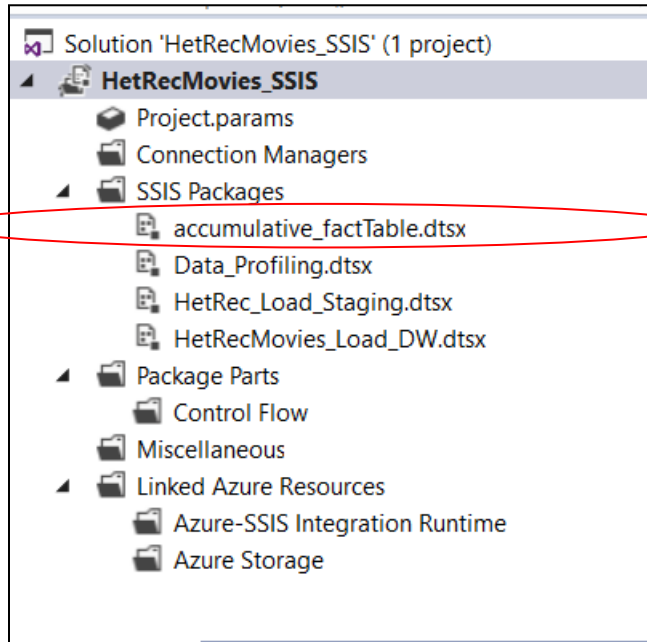 Solution 'HetRecMovies_SSIS' (1 project)
HetRecMovies_SSIS
Project.params
Connection Managers
SSIS Packages
accumulative_factTable.dtsx
Data_Profiling.dtsx
HetRec_Load_Staging.dtsx
HetRecMovies_Load_DW.dtsx
Package Parts
Control Flow
Miscellaneous
Linked Azure Resources
Azure-SSIS Integration Runtime
Azure Storage